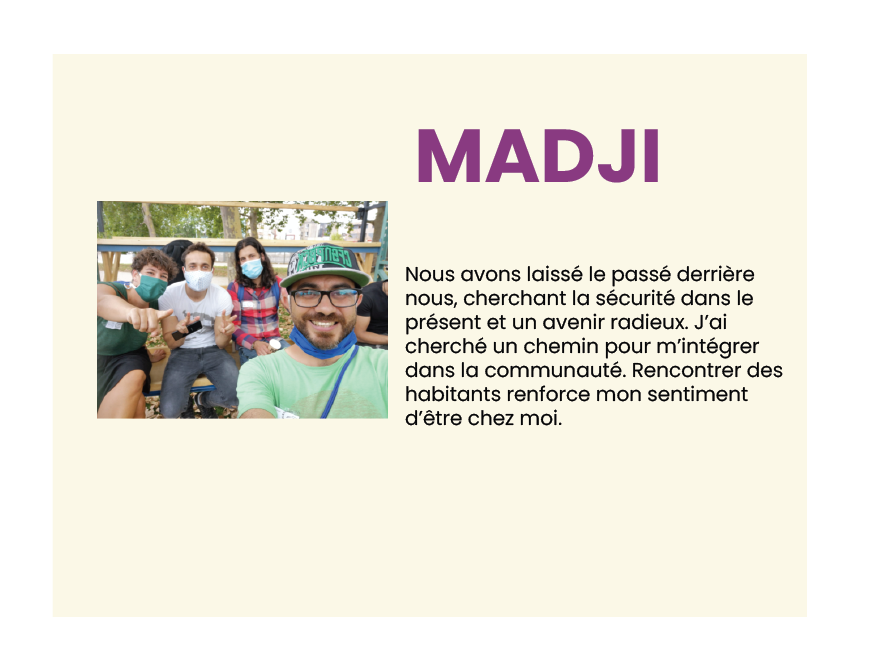 MADJI
Nous avons laissé le passé derrière
nous, cherchant la sécurité dans le
présent et un avenir radieux. J’ai
cherché un chemin pour m’intégrer
dans la communauté. Rencontrer des
habitants renforce mon sentiment
d’être chez moi.